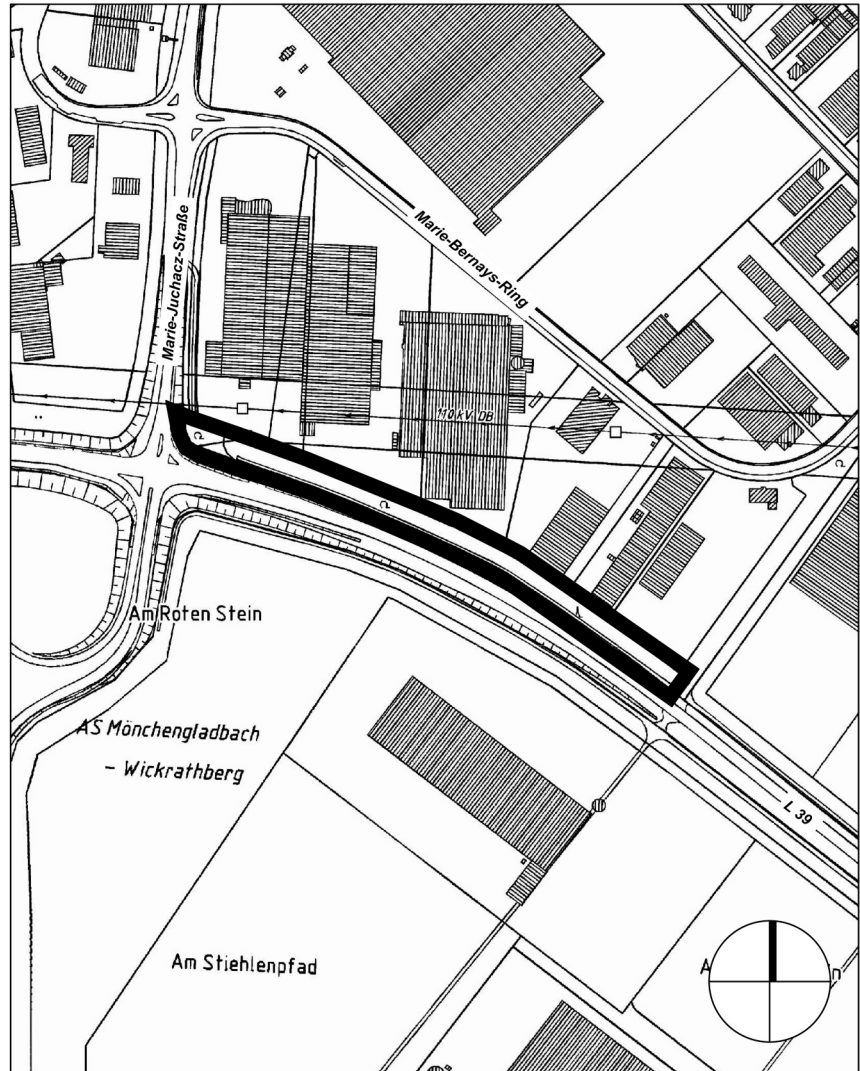 Marie-Bernays-Ring
Marie-Juchacz-Straße
110 kV DB
Am Roten Stein
AS Mönchengladbach
- Wickrathberg
L 39
Am Stiehlenpfad